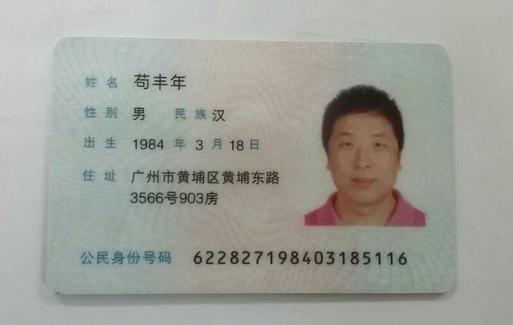 姓名 苟丰年
性别 男 民族 汉
出生 1984 年 3 月 18 日
住址 广州市黄埔区黄埔东路
3566号903房
公民身份号码 622827198403185116